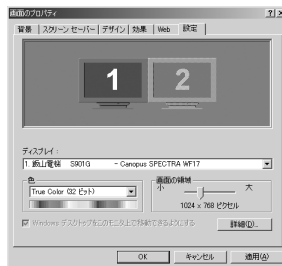 画面のプロパティ
背景 スクリーン セーバー デザイン 効果 Web 設定
1 2
ディスプレイ:
1. 飯山電機 S901G - Canopus SPECTRA WF17
色 画面の領域
True Color (32 ビット) 小 大
1024 x 768 ピクセル
Windows デスクトップをこのモニタ上で移動できるようにする
詳細(D)...
OK キャンセル 適用(A)